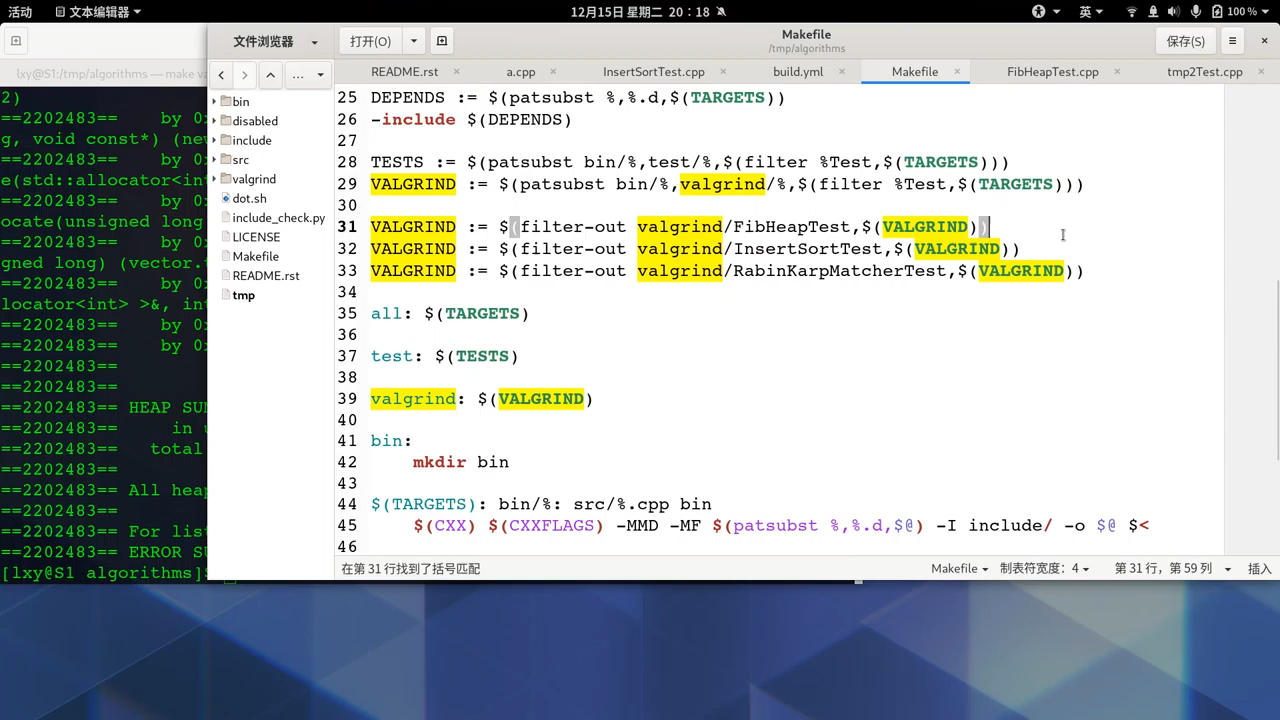 活动
文本编辑器
12月15日 星期二 20：18
英
100 %
文件浏览器
打开(O)
Makefile
/tmp/algorithms
保存(S)
lxy@S1:/tmp/algorithms — make va
...
README.rst
a.cpp
InsertSortTest.cpp
build.yml
Makefile
FibHeapTest.cpp
tmp2Test.cpp
2)
==2202483==    by 0x
g, void const*) (new
==2202483==    by 0x
e(std::allocator<int
==2202483==    by 0x
ocate(unsigned long
==2202483==    by 0x
gned long) (vector.t
==2202483==    by 0x
locator<int> >&, int
==2202483==    by 0x
==2202483==    by 0x
==2202483==
==2202483==
==2202483== HEAP SUM
==2202483==     in u
==2202483==   total
==2202483==
==2202483== All heap
==2202483==
==2202483== For list
==2202483== ERROR SU
[lxy@S1 algorithms]$
bin
disabled
include
src
valgrind
dot.sh
include_check.py
LICENSE
Makefile
README.rst
tmp
25 DEPENDS := $(patsubst %,%.d,$(TARGETS))
26 -include $(DEPENDS)
27
28 TESTS := $(patsubst bin/%,test/%,$(filter %Test,$(TARGETS)))
29 VALGRIND := $(patsubst bin/%,valgrind/%,$(filter %Test,$(TARGETS)))
30
31 VALGRIND := $(filter-out valgrind/FibHeapTest,$(VALGRIND))
32 VALGRIND := $(filter-out valgrind/InsertSortTest,$(VALGRIND))
33 VALGRIND := $(filter-out valgrind/RabinKarpMatcherTest,$(VALGRIND))
34
35 all: $(TARGETS)
36
37 test: $(TESTS)
38
39 valgrind: $(VALGRIND)
40
41 bin:
42     mkdir bin
43
44 $(TARGETS): bin/%: src/%.cpp bin
45     $(CXX) $(CXXFLAGS) -MMD -MF $(patsubst %,%.d,$@) -I include/ -o $@ $<
46
在第 31 行找到了括号匹配
Makefile
制表符宽度：4
第 31 行，第 59 列
插入